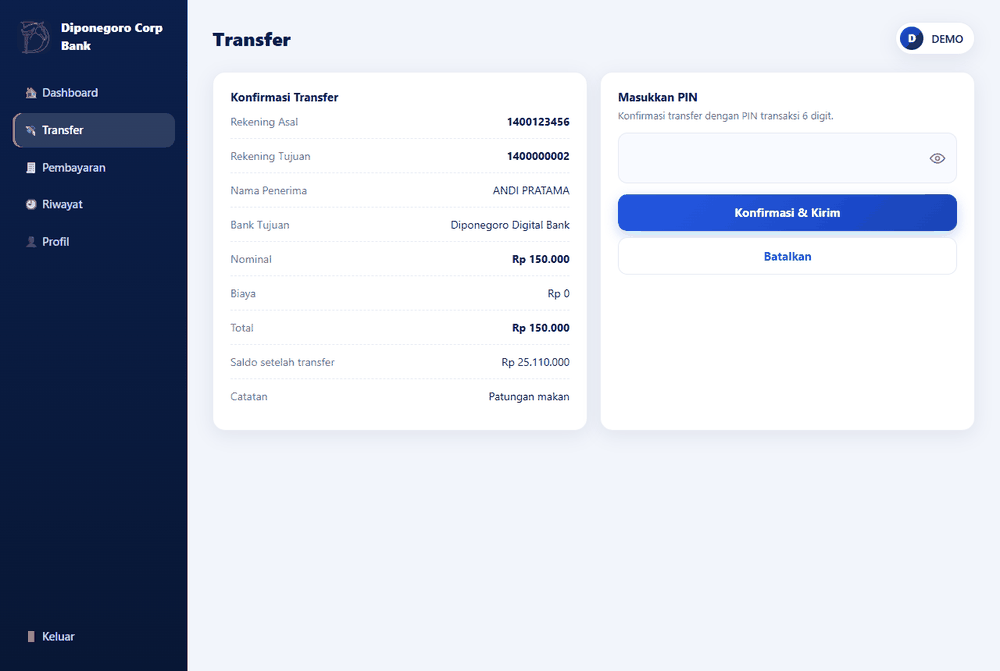 Diponegoro Corp
Bank
Dashboard
Transfer
Pembayaran
Riwayat
Profil
Keluar
Transfer
D DEMO
Konfirmasi Transfer
Rekening Asal 1400123456
Rekening Tujuan 1400000002
Nama Penerima ANDI PRATAMA
Bank Tujuan Diponegoro Digital Bank
Nominal Rp 150.000
Biaya Rp 0
Total Rp 150.000
Saldo setelah transfer Rp 25.110.000
Catatan Patungan makan
Masukkan PIN
Konfirmasi transfer dengan PIN transaksi 6 digit.
Konfirmasi & Kirim
Batalkan